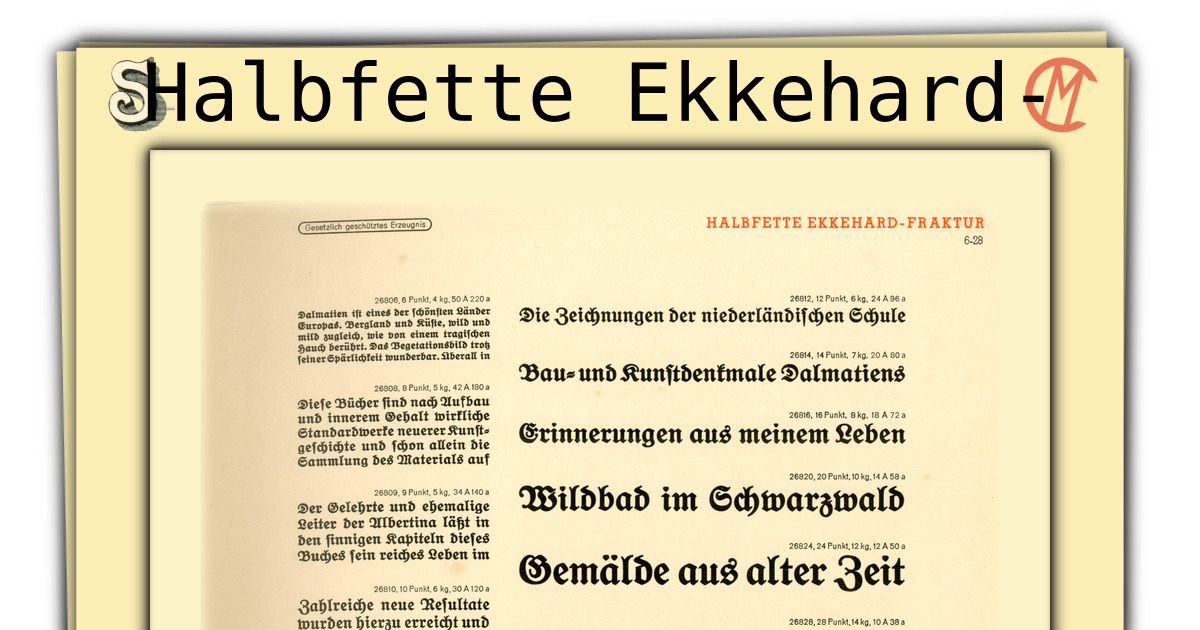 Halbfette Ekkehard-
Gesetzlich geschütztes Erzeugnis
HALBFETTE EKKEHARD-FRAKTUR
6-28
26806, 6 Punkt, 4 kg, 50 A 220 a
Dalmatien iſt eines der ſchönſten Länder
Europas. Bergland und Küſte, wild und
mild zugleich, wie von einem tragiſchen
Hauch berührt. Das Vegetationsbild trotz
ſeiner Spärlichkeit wunderbar. Überall in
26808, 8 Punkt, 5 kg, 42 A 180 a
Dieſe Bücher ſind nach Aufbau
und innerem Gehalt wirkliche
Standardwerke neuerer Kunſt-
geſchichte und ſchon allein die
Sammlung des Materials auf
26809, 9 Punkt, 5 kg, 34 A 140 a
Der Gelehrte und ehemalige
Leiter der Albertina läßt in
den ſinnigen Kapiteln dieſes
Buches ſein reiches Leben im
26810, 10 Punkt, 6 kg, 30 A 120 a
Zahlreiche neue Reſultate
wurden hierzu erreicht und
26812, 12 Punkt, 6 kg, 24 A 96 a
Die Zeichnungen der niederländiſchen Schule
26814, 14 Punkt, 7 kg, 20 A 80 a
Bau- und Kunſtdenkmale Dalmatiens
26816, 16 Punkt, 8 kg, 18 A 72 a
Erinnerungen aus meinem Leben
26820, 20 Punkt, 10 kg, 14 A 58 a
Wildbad im Schwarzwald
26824, 24 Punkt, 12 kg, 12 A 50 a
Gemälde aus alter Zeit
26828, 28 Punkt, 14 kg, 10 A 38 a